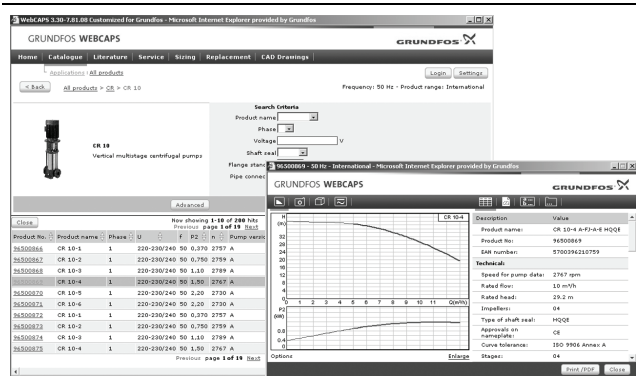 WebCAPS 3.30-7.81.00 Customized for Grundfos - Microsoft Internet Explorer provided by Grundfos
GRUNDFOS WEBCAPS
GRUNDFOS
Home Catalogue Literature Service Sizing Replacement CAD Drawings
Applications All products
Login Settings
< Back
All products > CR > CR 10
Frequency: 50 Hz - Product range: International
Search Criteria
Product name
Phase
Voltage V
Shaft seal
Flange stand
Pipe connec
CR 10
Vertical multistage centrifugal pumps
Advanced
Close
Now showing 1-10 of 280 hits
Previous page 1 of 19 Next
Product No. Product name Phase U f P2 n Pump versio
96500866 CR 10-1 1 220-230/240 50 0,370 2757 A
96500867 CR 10-2 1 220-230/240 50 0,750 2759 A
96500868 CR 10-3 1 220-230/240 50 1,10 2789 A
CR 10-4 1 220-230/240 50 1,50 2767 A
96500870 CR 10-5 1 220-230/240 50 2,20 2730 A
96500871 CR 10-6 1 220-230/240 50 2,20 2730 A
96500872 CR 10-1 1 220-230/240 50 0,370 2757 A
96500873 CR 10-2 1 220-230/240 50 0,750 2759 A
96500874 CR 10-3 1 220-230/240 50 1,10 2789 A
96500875 CR 10-4 1 220-230/240 50 1,50 2767 A
Previous page 1 of 19 Next
96500869 - 50 Hz - International - Microsoft Internet Explorer provided by Grundfos
GRUNDFOS WEBCAPS
GRUNDFOS
H
(m)
CR 10-4
32
28
24
20
16
12
8
4
0
0 1 2 3 4 5 6 7 8 9 10 11 Q(m³/h)
P2
(kW)
0.8
0.4
0.0
Options
Enlarge
Description Value
Product name: CR 10-4 A-FJ-A-E HQQE
Product No: 96500869
EAN number: 5700396210759
Technical:
Speed for pump data: 2767 rpm
Rated flow: 10 m³/h
Rated head: 29.2 m
Impellers: 04
Type of shaft seal: HQQE
Approvals on nameplate: CE
Curve tolerance: ISO 9906 Annex A
Stages: 04
Print /PDF Close